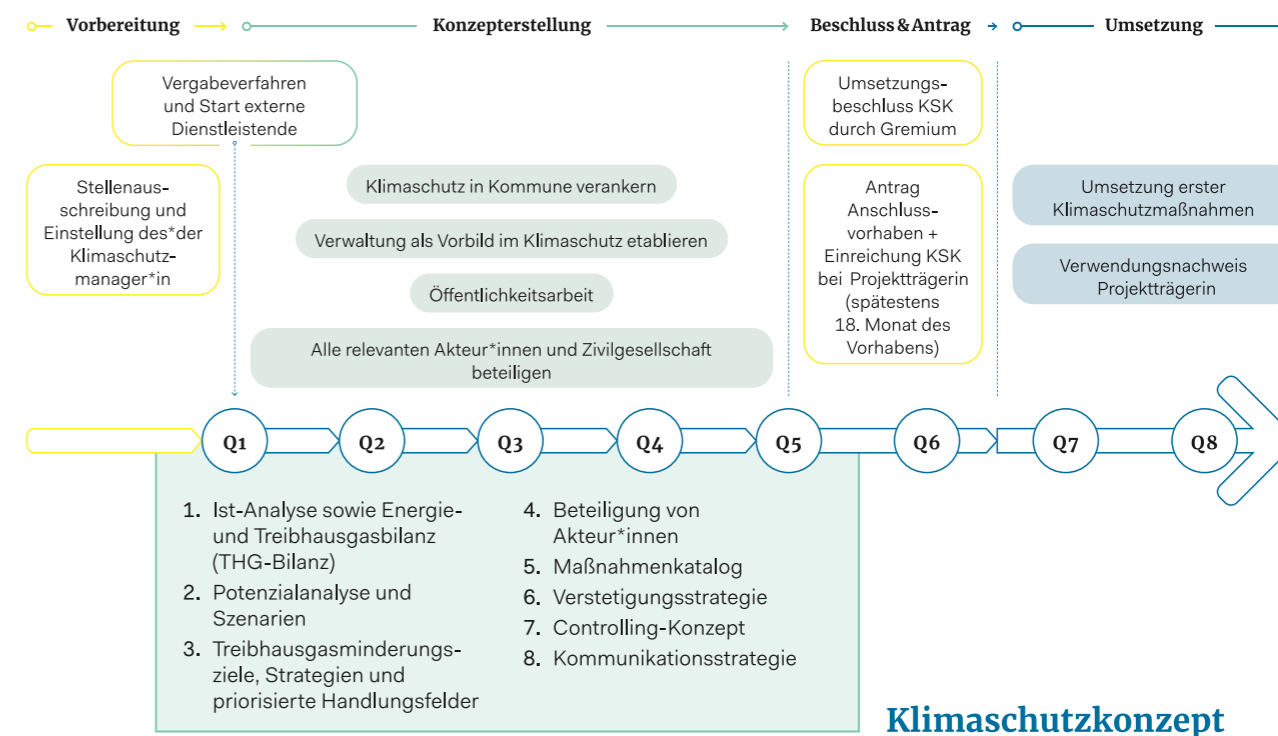 Vorbereitung
Konzepterstellung
Beschluss & Antrag
Umsetzung
Vergabeverfahren
und Start externe
Dienstleistende
Stellenaus-
schreibung und
Einstellung des*der
Klimaschutz-
manager*in
Klimaschutz in Kommune verankern
Verwaltung als Vorbild im Klimaschutz etablieren
Öffentlichkeitsarbeit
Alle relevanten Akteur*innen und Zivilgesellschaft
beteiligen
Umsetzungs-
beschluss KSK
durch Gremium
Antrag
Anschluss-
vorhaben +
Einreichung KSK
bei Projektträgerin
(spätestens
18. Monat des
Vorhabens)
Umsetzung erster
Klimaschutzmaßnahmen
Verwendungsnachweis
Projektträgerin
Q1
Q2
Q3
Q4
Q5
Q6
Q7
Q8
1. Ist-Analyse sowie Energie-
und Treibhausgasbilanz
(THG-Bilanz)
2. Potenzialanalyse und
Szenarien
3. Treibhausgasminderungs-
ziele, Strategien und
priorisierte Handlungsfelder
4. Beteiligung von
Akteur*innen
5. Maßnahmenkatalog
6. Verstetigungsstrategie
7. Controlling-Konzept
8. Kommunikationsstrategie
Klimaschutzkonzept